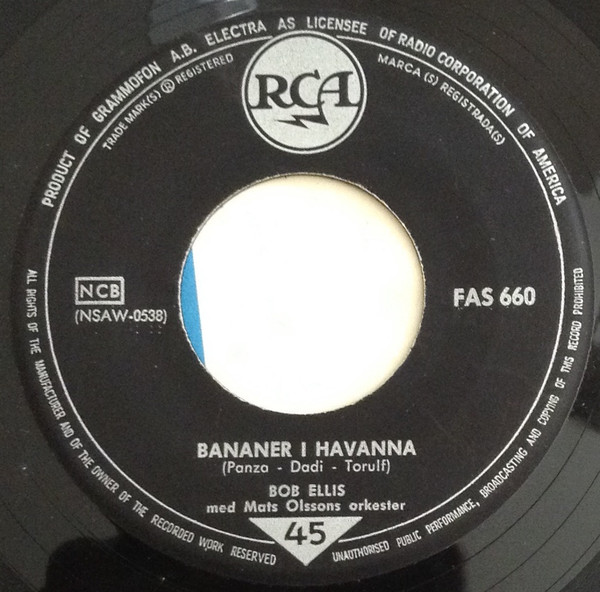 PRODUCT OF GRAMMOFON A.B. ELECTRA AS LICENSEE OF RADIO CORPORATION OF AMERICA
TRADE MARK(S) ® REGISTERED
MARCA(S) REGISTRADA(S)
RCA
NCB
(NSAW-0538)
FAS 660
BANANER I HAVANNA
(Panza - Dadi - Torulf)
BOB ELLIS
med Mats Olssons orkester
45
ALL RIGHTS OF THE MANUFACTURER AND OF THE OWNER OF THE RECORDED WORK RESERVED
UNAUTHORISED PUBLIC PERFORMANCE, BROADCASTING AND COPYING OF THIS RECORD PROHIBITED